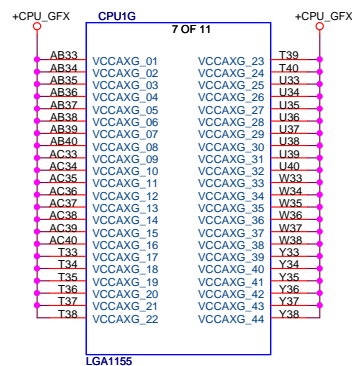 +CPU_GFX CPU1G +CPU_GFX
7 OF 11
AB33 VCCAXG_01 VCCAXG_23 T39
AB34 VCCAXG_02 VCCAXG_24 T40
AB35 VCCAXG_03 VCCAXG_25 U33
AB36 VCCAXG_04 VCCAXG_26 U34
AB37 VCCAXG_05 VCCAXG_27 U35
AB38 VCCAXG_06 VCCAXG_28 U36
AB39 VCCAXG_07 VCCAXG_29 U37
AB40 VCCAXG_08 VCCAXG_30 U38
AC33 VCCAXG_09 VCCAXG_31 U39
AC34 VCCAXG_10 VCCAXG_32 U40
AC35 VCCAXG_11 VCCAXG_33 W33
AC36 VCCAXG_12 VCCAXG_34 W34
AC37 VCCAXG_13 VCCAXG_35 W35
AC38 VCCAXG_14 VCCAXG_36 W36
AC39 VCCAXG_15 VCCAXG_37 W37
AC40 VCCAXG_16 VCCAXG_38 W38
T33 VCCAXG_17 VCCAXG_39 Y33
T34 VCCAXG_18 VCCAXG_40 Y34
T35 VCCAXG_19 VCCAXG_41 Y35
T36 VCCAXG_20 VCCAXG_42 Y36
T37 VCCAXG_21 VCCAXG_43 Y37
T38 VCCAXG_22 VCCAXG_44 Y38
LGA1155